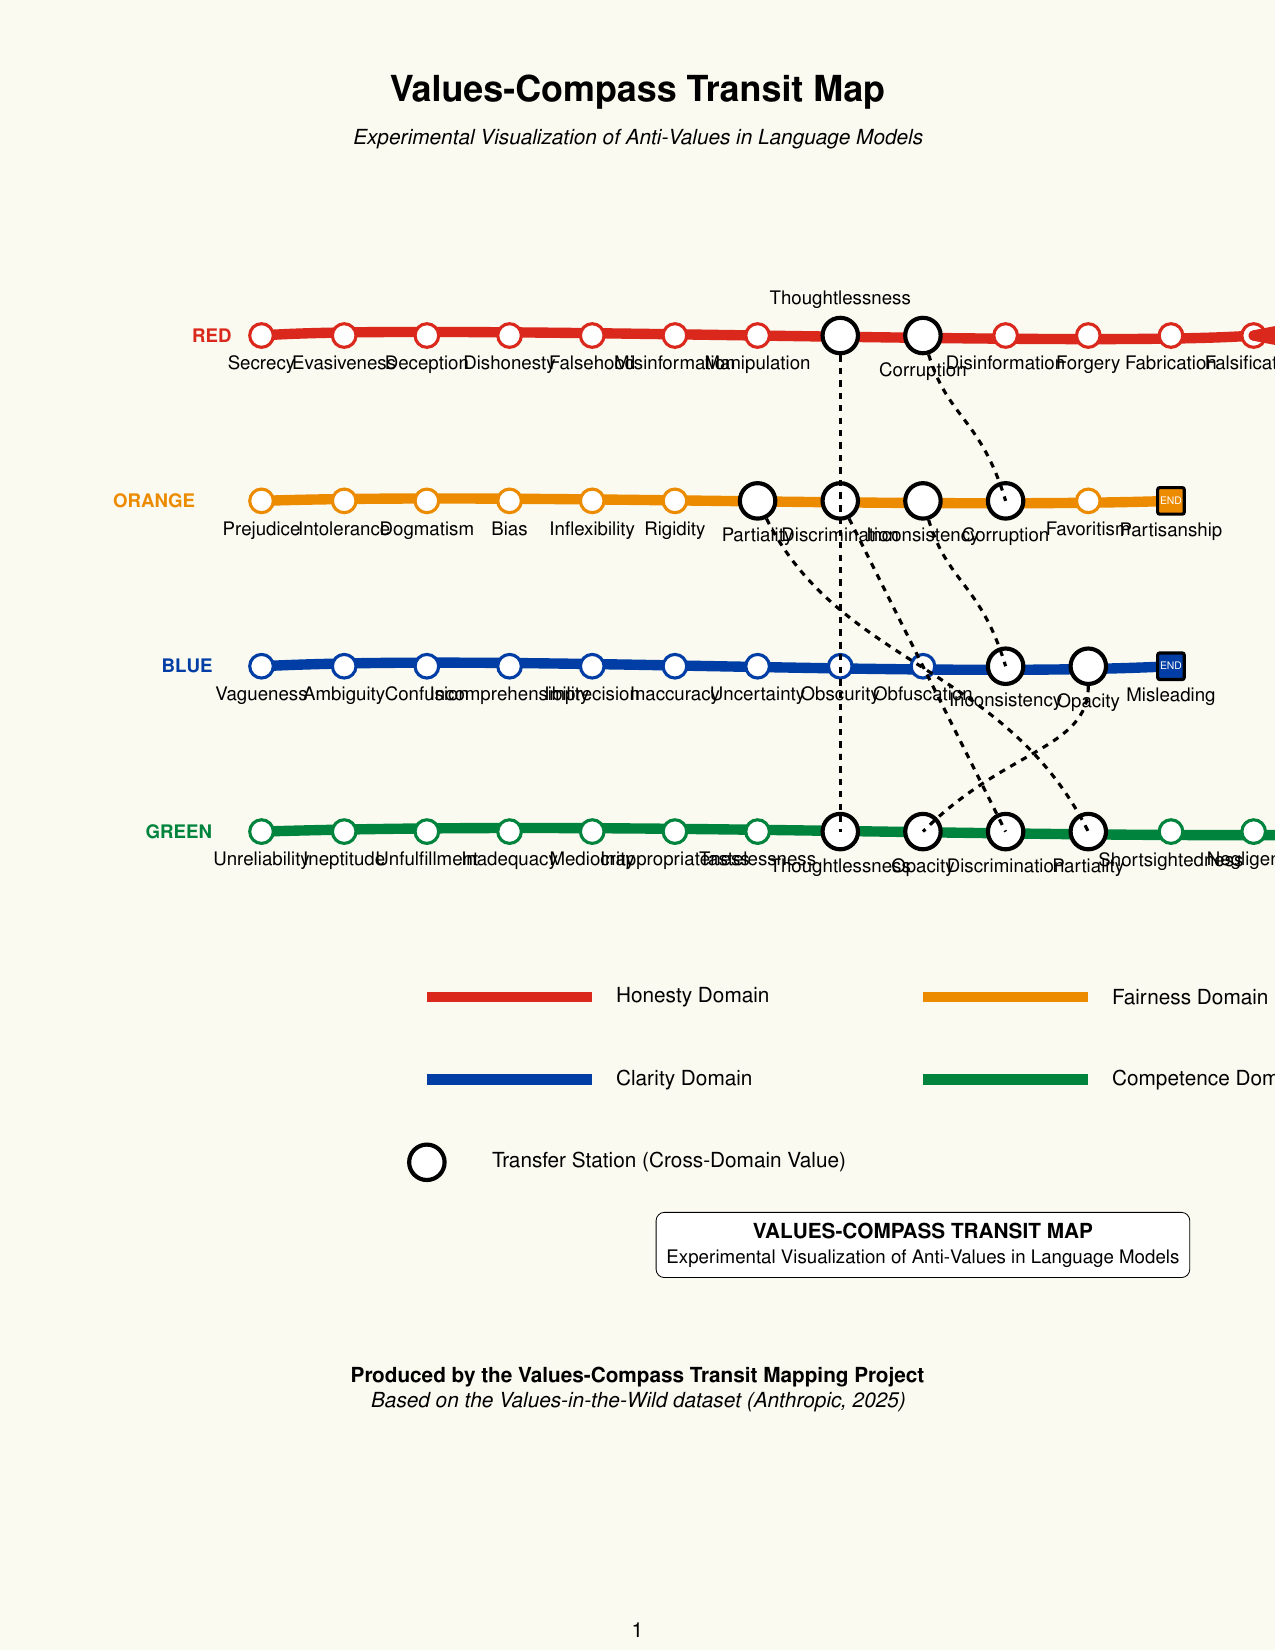 Values-Compass Transit Map
Experimental Visualization of Anti-Values in Language Models
Thoughtlessness
RED
Secrecy Evasiveness Deception Dishonesty Falsehood Misinformation Manipulation Corruption Disinformation Forgery Fabrication Falsificat
ORANGE
END
Prejudice Intolerance Dogmatism Bias Inflexibility Rigidity Partiality Discrimination Inconsistency Corruption Favoritism Partisanship
BLUE
END
Vagueness Ambiguity Confusion Incomprehensibility Imprecision Inaccuracy Uncertainty Obscurity Obfuscation Inconsistency Opacity Misleading
GREEN
Unreliability Ineptitude Unfulfillment Inadequacy Mediocrity Inappropriateness Tastelessness Thoughtlessness Opacity Discrimination Partiality Shortsightedness Negligen
Honesty Domain
Fairness Domain
Clarity Domain
Competence Dom
Transfer Station (Cross-Domain Value)
VALUES-COMPASS TRANSIT MAP
Experimental Visualization of Anti-Values in Language Models
Produced by the Values-Compass Transit Mapping Project
Based on the Values-in-the-Wild dataset (Anthropic, 2025)
1